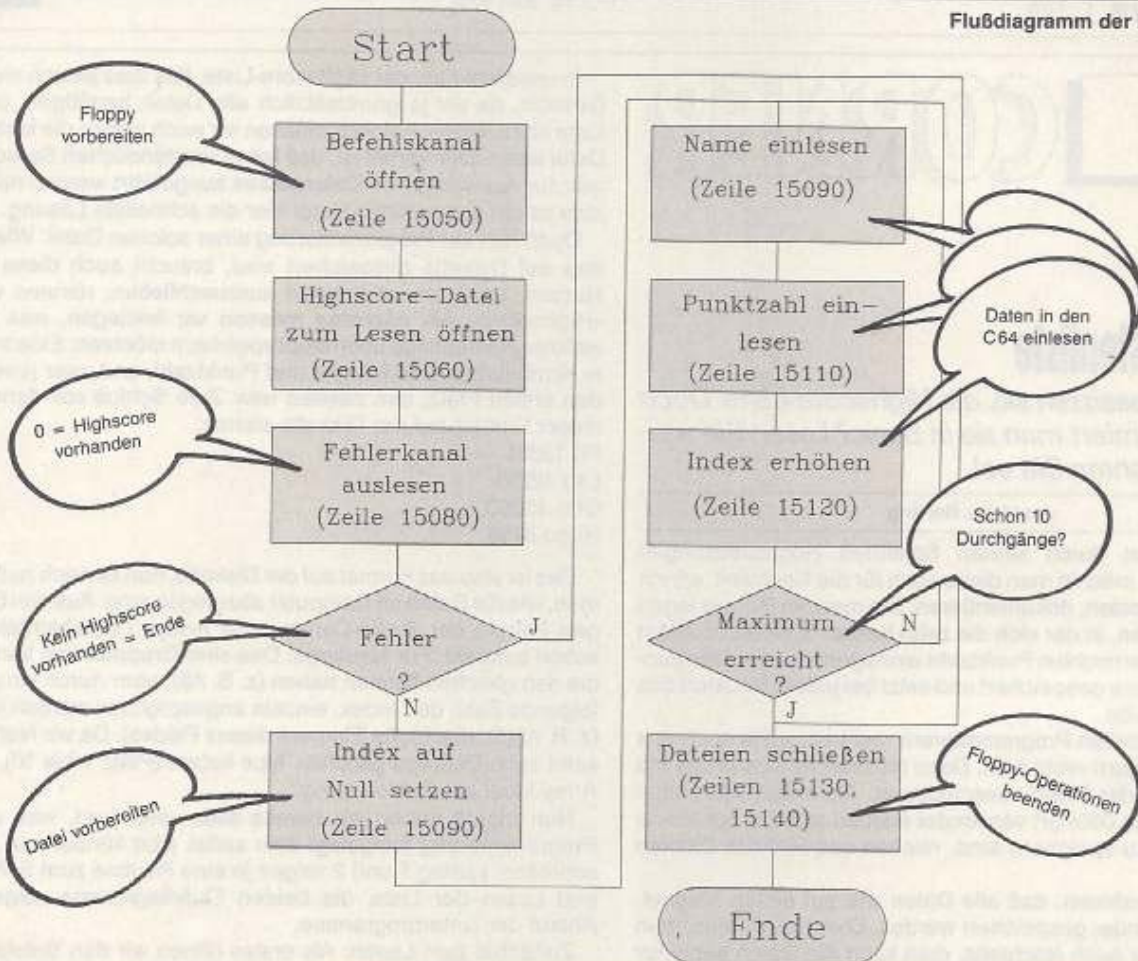 Flußdiagramm der
Start
Floppy
vorbereiten
Befehlskanal
öffnen
(Zeile 15050)
Highscore-Datei
zum Lesen öffnen
(Zeile 15060)
0 = Highscore
vorhanden
Fehlerkanal
auslesen
(Zeile 15080)
Kein Highscore
vorhanden = Ende
Fehler
?
J
N
Datei vorbereiten
Index auf
Null setzen
(Zeile 15090)
Name einlesen
(Zeile 15090)
Punktzahl ein-
lesen
(Zeile 15110)
Daten in den
C64 einlesen
Index erhöhen
(Zeile 15120)
Schon 10
Durchgänge?
Maximum
erreicht
?
N
J
Dateien schließen
(Zeilen 15130,
15140)
Floppy-Operationen
beenden
Ende